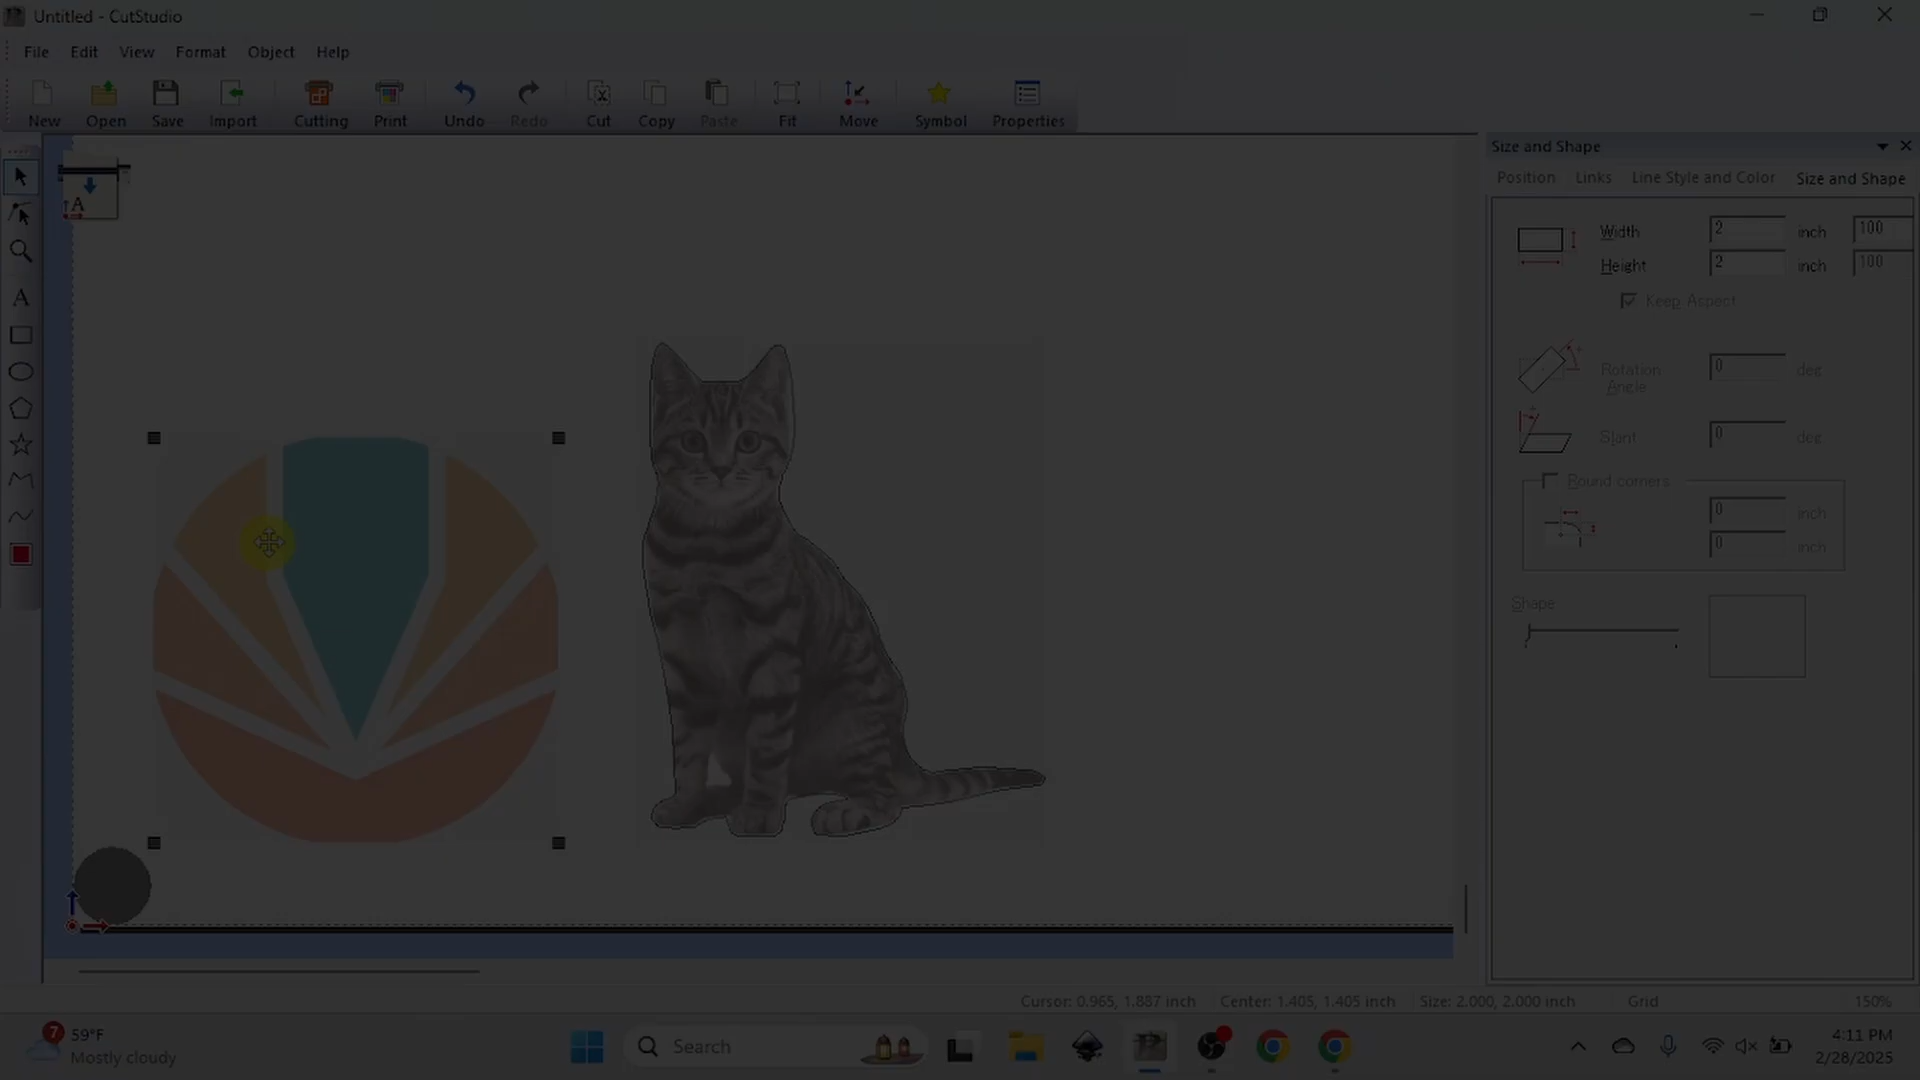 Untitled - CutStudio
File Edit View Format Object Help
New Open Save Import Cutting Print Undo Redo Cut Copy Paste Fit Move Symbol Properties
A
A
Size and Shape
Position Links Line Style and Color Size and Shape
Width 2 inch 100
Height 2 inch 100
Keep Aspect
Rotation Angle 0 deg
Slant 0 deg
Round corners
0 inch
0 inch
Shape
Cursor: 0.965, 1.887 inch Center: 1.405, 1.405 inch Size: 2.000, 2.000 inch Grid 150%
7
59°F
Mostly cloudy
Search
4:11 PM
2/28/2025